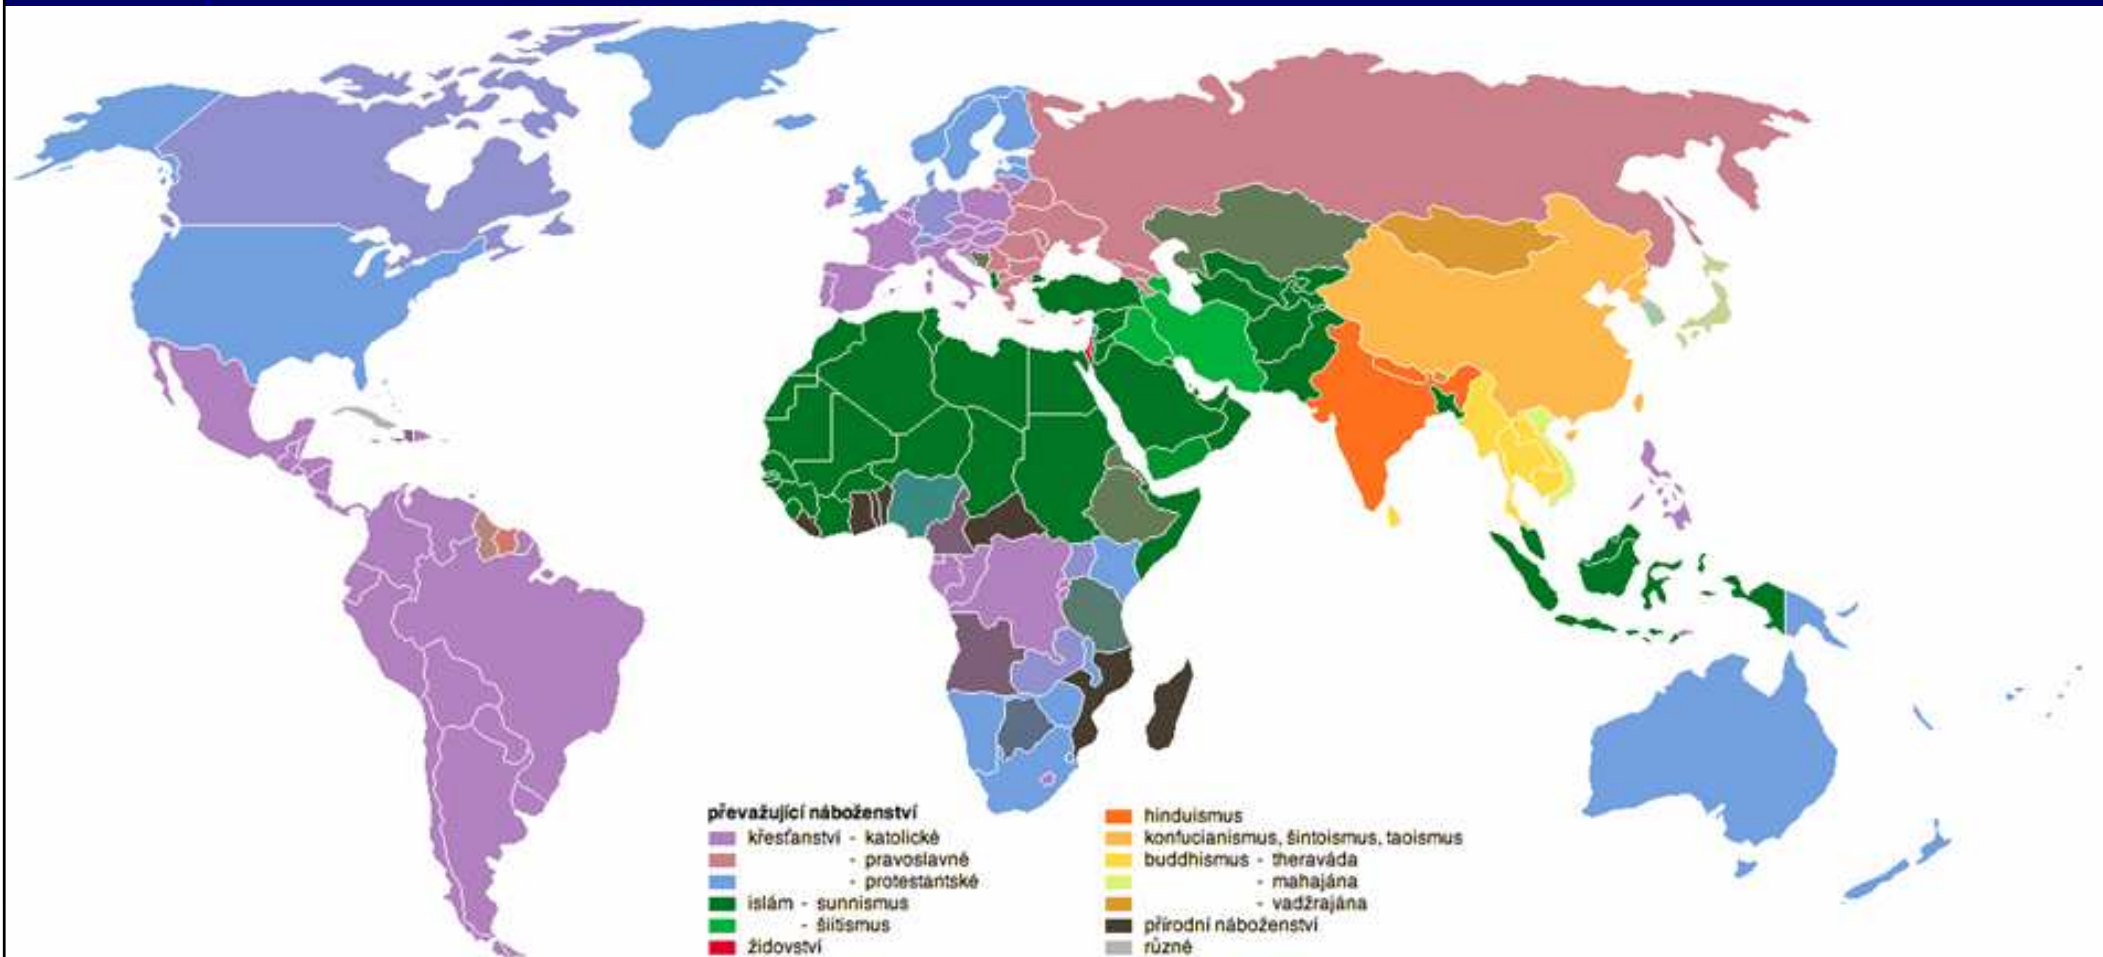 převažující náboženství
křesťanství - katolické
- pravoslavné
- protestantské
islám - sunnismus
- šíitismus
židovství
hinduismus
konfucianismus, šintoismus, taoismus
buddhismus - theraváda
- mahajána
- vadžrajána
přírodní náboženství
různé